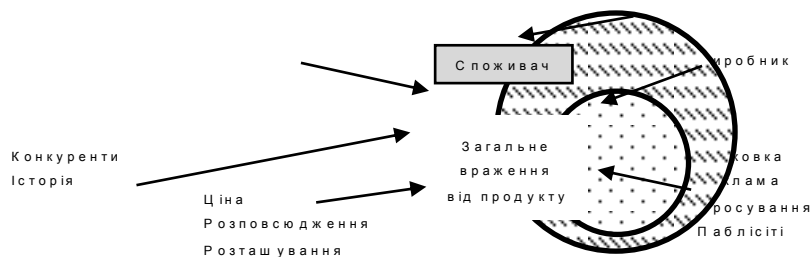 Споживач
иробник
Конкуренти
Історія
Загальне
враження
від продукту
Ціна
Розповсюдження
Розташування
ковка
лама
росування
Паблісіті